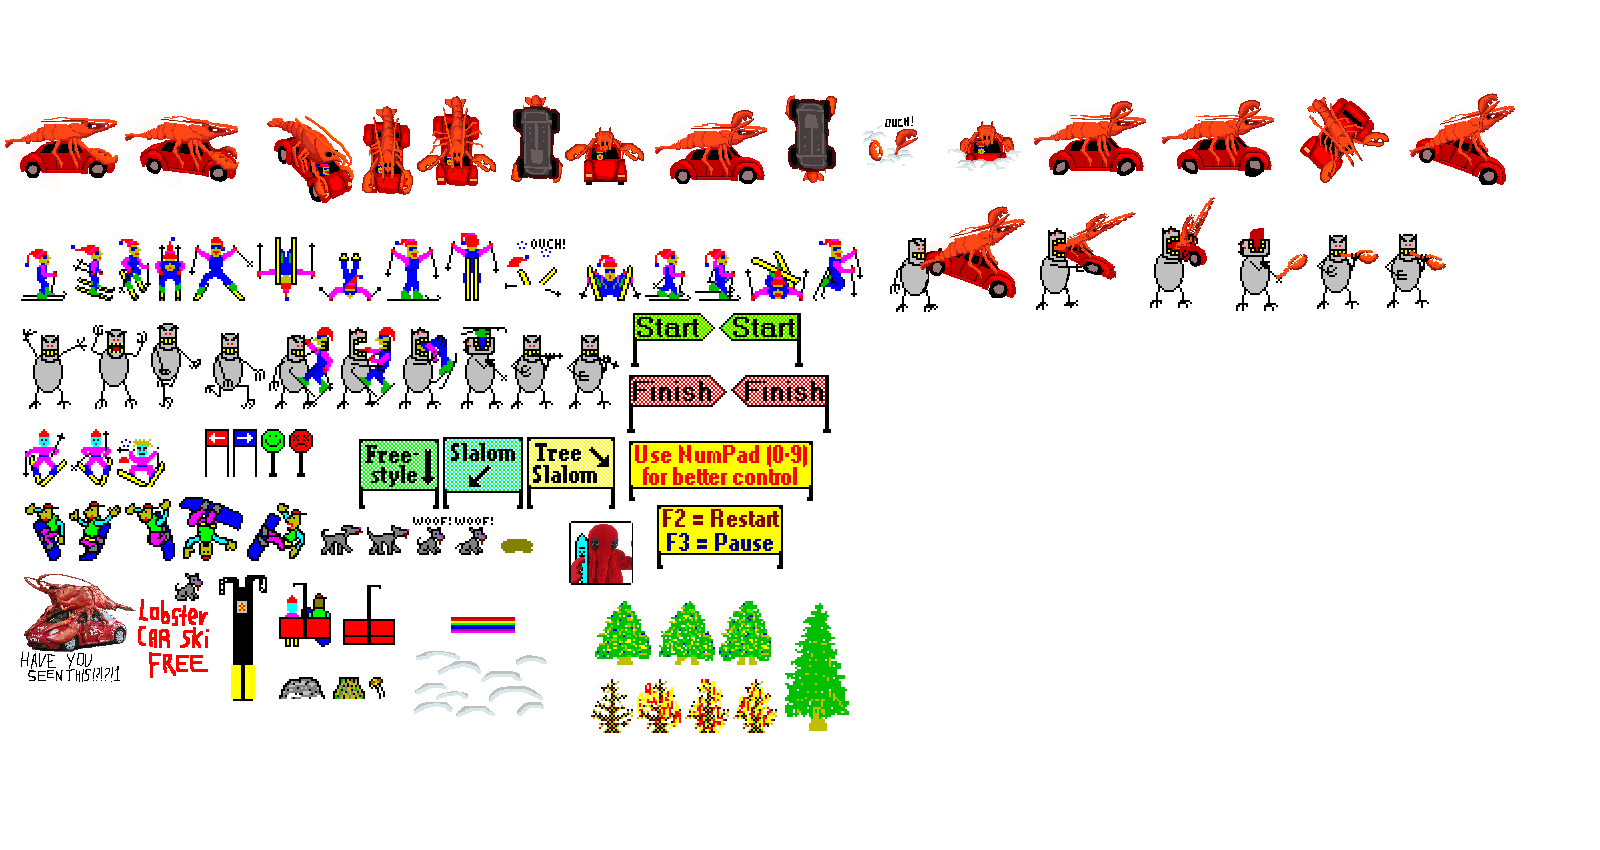 OUCH!
OUCH!
Start
Start
Finish
Finish
Free-
style
Slalom
Tree
Slalom
Use NumPad (0-9)
for better control
WOOF!
WOOF!
F2 = Restart
F3 = Pause
Lobster
CAR SKi
FREE
HAVE YOU
SEEN THIS!?!?!1